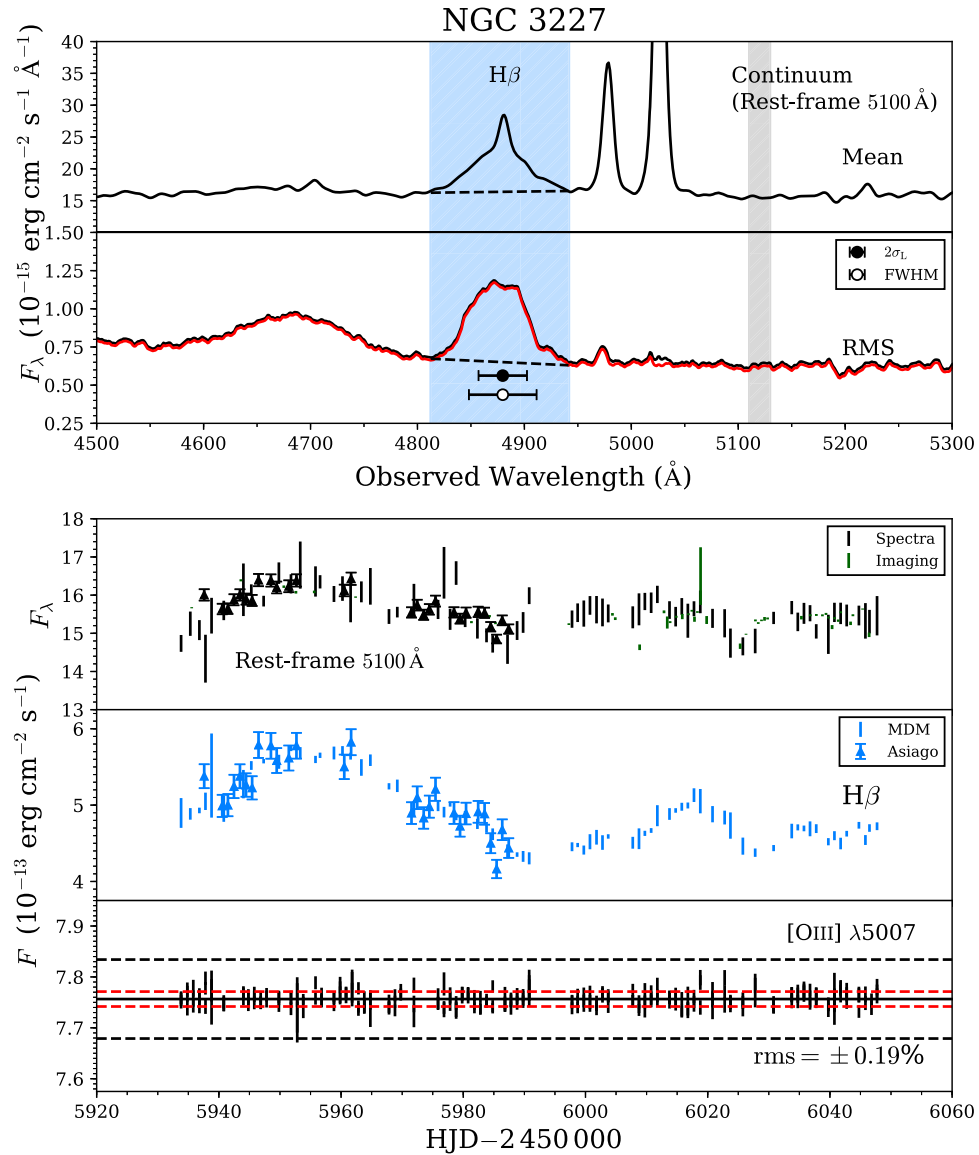 NGC 3227
40
35
30
25
20
15
Hβ
Continuum
(Rest-frame 5100 Å)
Mean
1.50
1.25
1.00
0.75
0.50
0.25
2σL
FWHM
RMS
F_λ (10⁻¹⁵ erg cm⁻² s⁻¹ Å⁻¹)
4500 4600 4700 4800 4900 5000 5100 5200 5300
Observed Wavelength (Å)
18
17
16
15
14
13
F_λ
Spectra
Imaging
Rest-frame 5100 Å
6
5
4
MDM
Asiago
Hβ
F (10⁻¹³ erg cm⁻² s⁻¹)
7.9
7.8
7.7
7.6
[OIII] λ5007
rms = ±0.19%
5920 5940 5960 5980 6000 6020 6040 6060
HJD−2 450 000